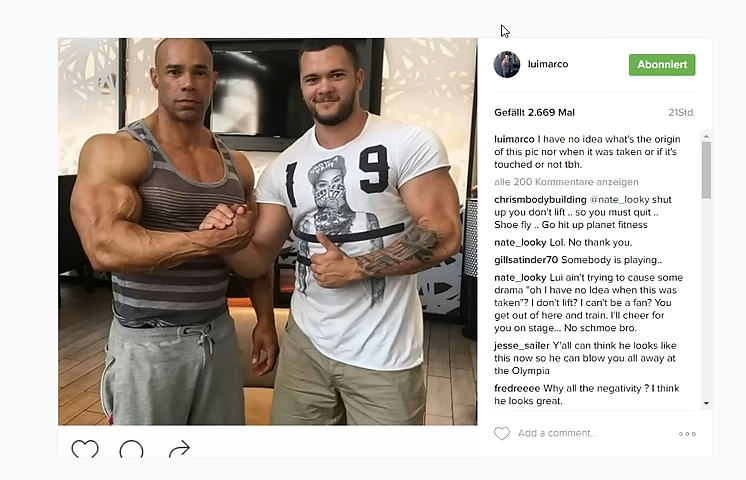 19
luimarco
Abonniert
Gefällt 2.669 Mal
21Std.
luimarco I have no idea what's the origin
of this pic nor when it was taken or if it's
touched or not tbh.
alle 200 Kommentare anzeigen
chrismbodybuilding @nate_looky shut
up you don't lift .. so you must quit ..
Shoe fly .. Go hit up planet fitness
nate_looky Lol. No thank you.
gillsatinder70 Somebody is playing..
nate_looky Lui ain't trying to cause some
drama "oh I have no Idea when this was
taken"? I don't lift? I can't be a fan? You
get out of here and train. I'll cheer for
you on stage... No schmoe bro.
jesse_sailer Y'all can think he looks like
this now so he can blow you all away at
the Olympia
fredreeee Why all the negativity ? I think
he looks great.
Add a comment...